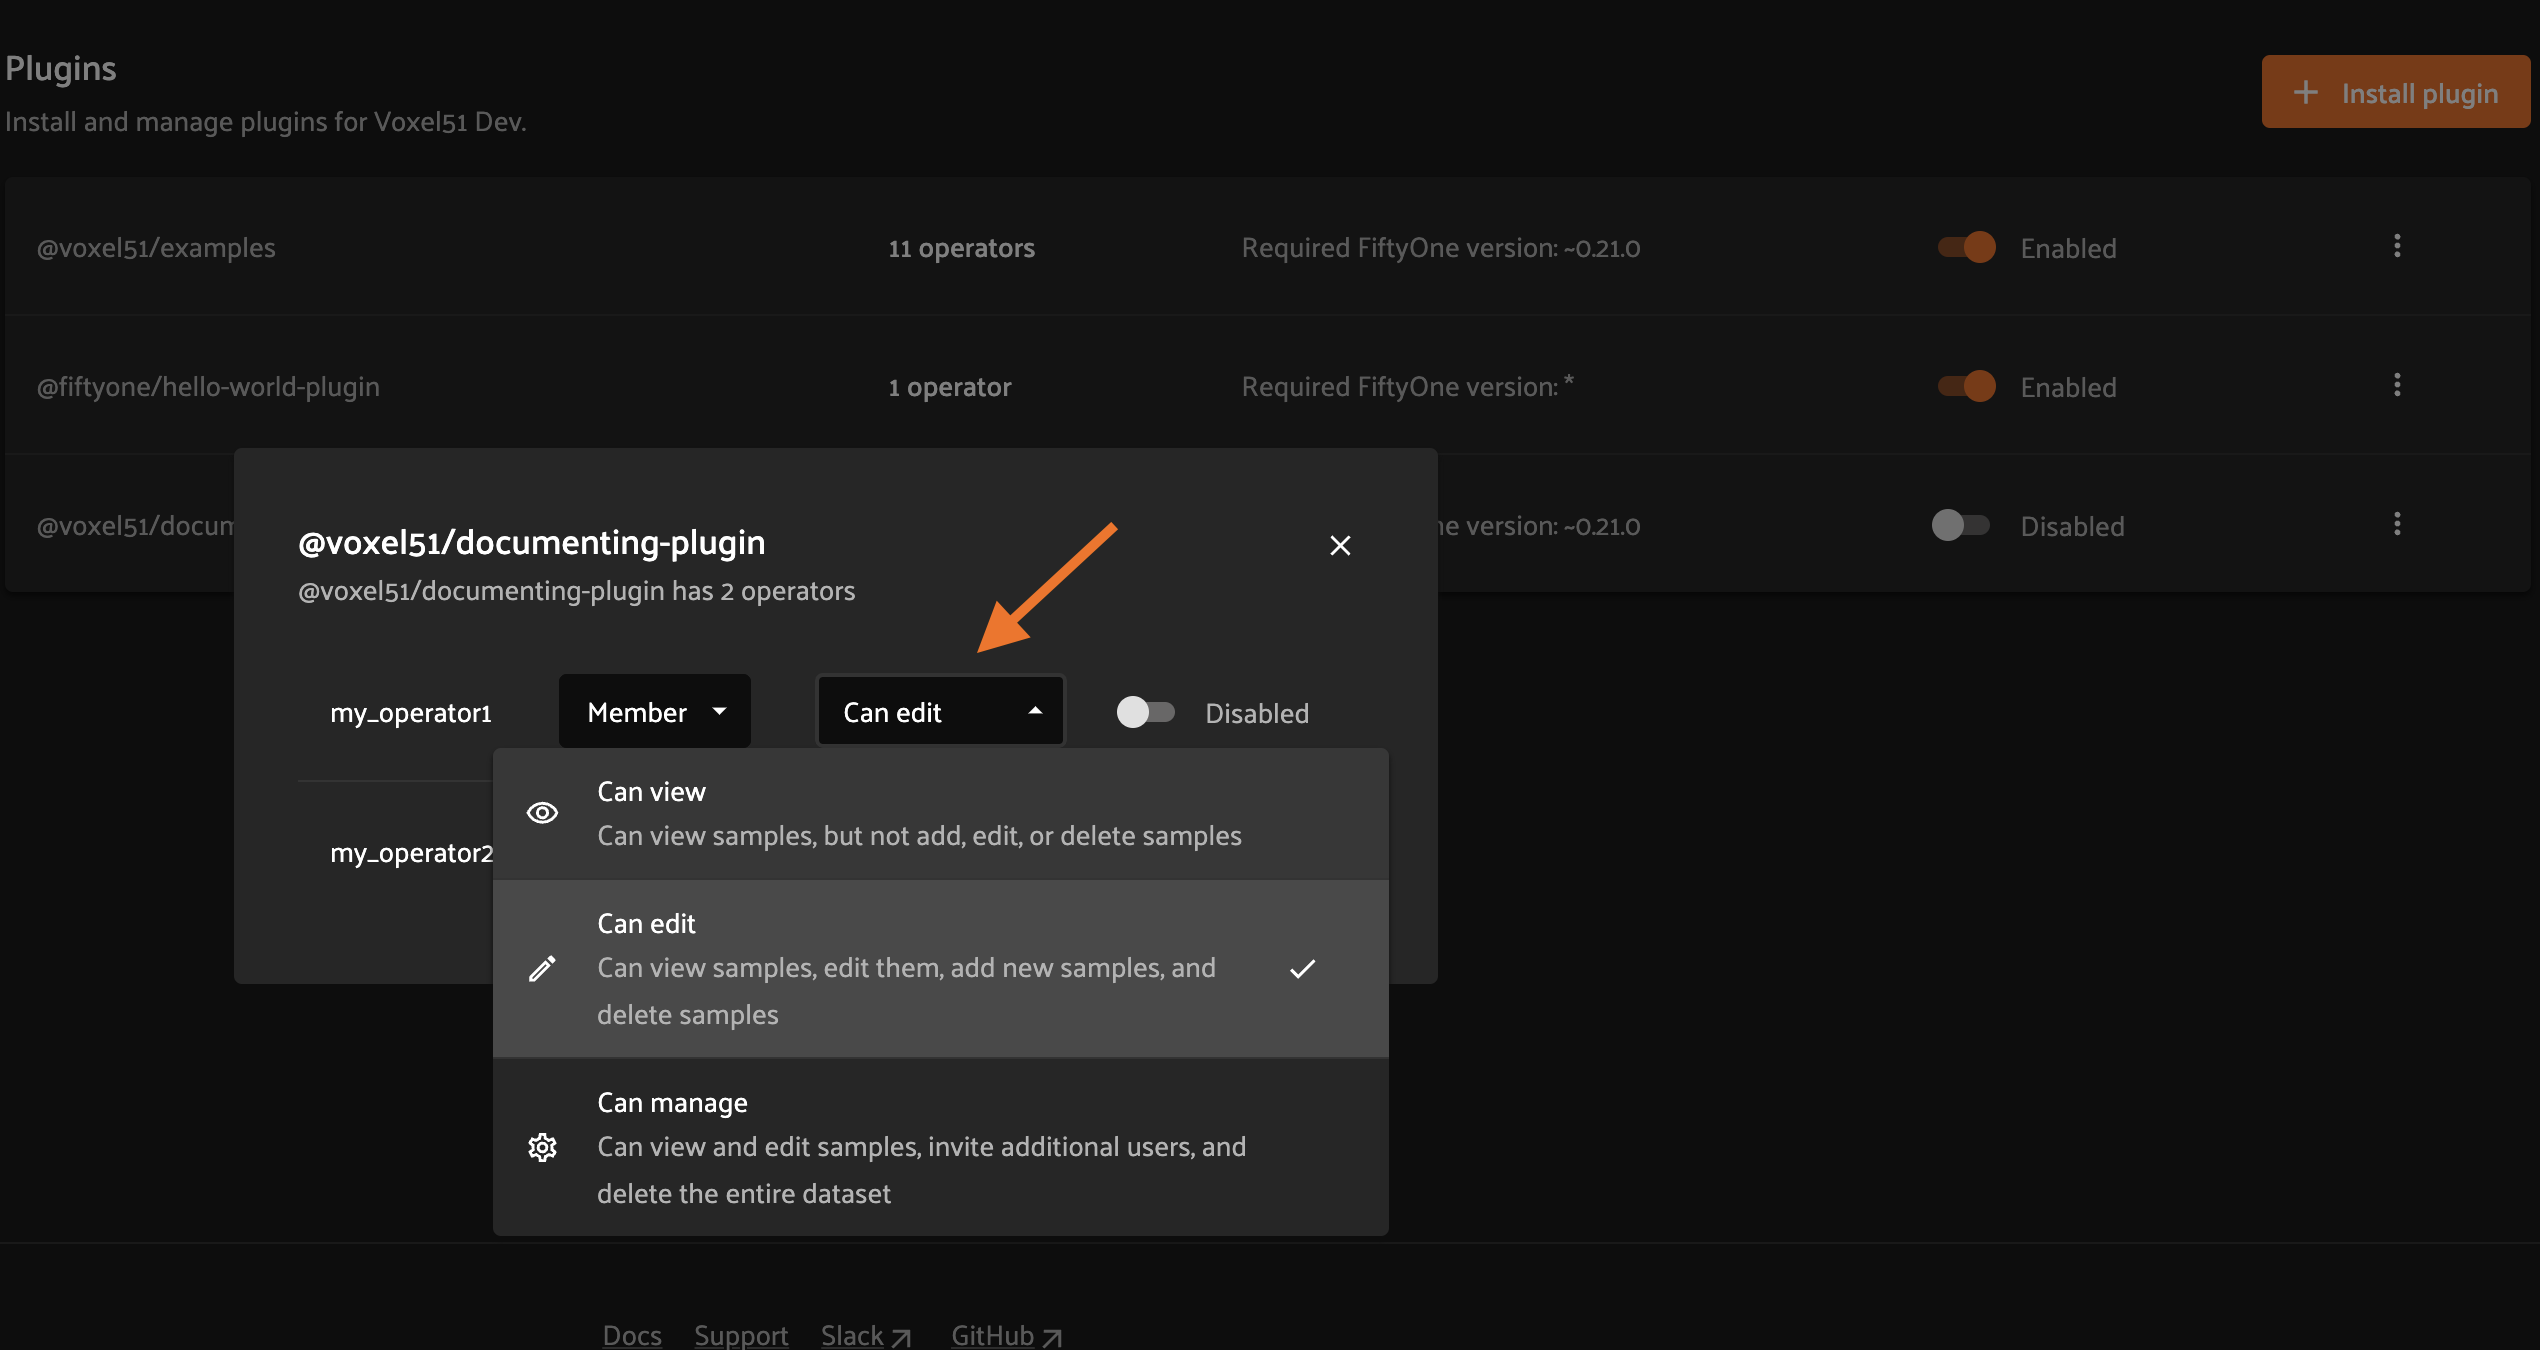 Plugins
Install and manage plugins for Voxel51 Dev.
+ Install plugin
@voxel51/examples 11 operators Required FiftyOne version: ~0.21.0 Enabled
@fiftyone/hello-world-plugin 1 operator Required FiftyOne version: * Enabled
@voxel51/docum e version: ~0.21.0 Disabled
@voxel51/documenting-plugin
@voxel51/documenting-plugin has 2 operators
my_operator1 Member Can edit Disabled
Can view
Can view samples, but not add, edit, or delete samples
my_operator2
Can edit
Can view samples, edit them, add new samples, and
delete samples
Can manage
Can view and edit samples, invite additional users, and
delete the entire dataset
Docs Support Slack GitHub